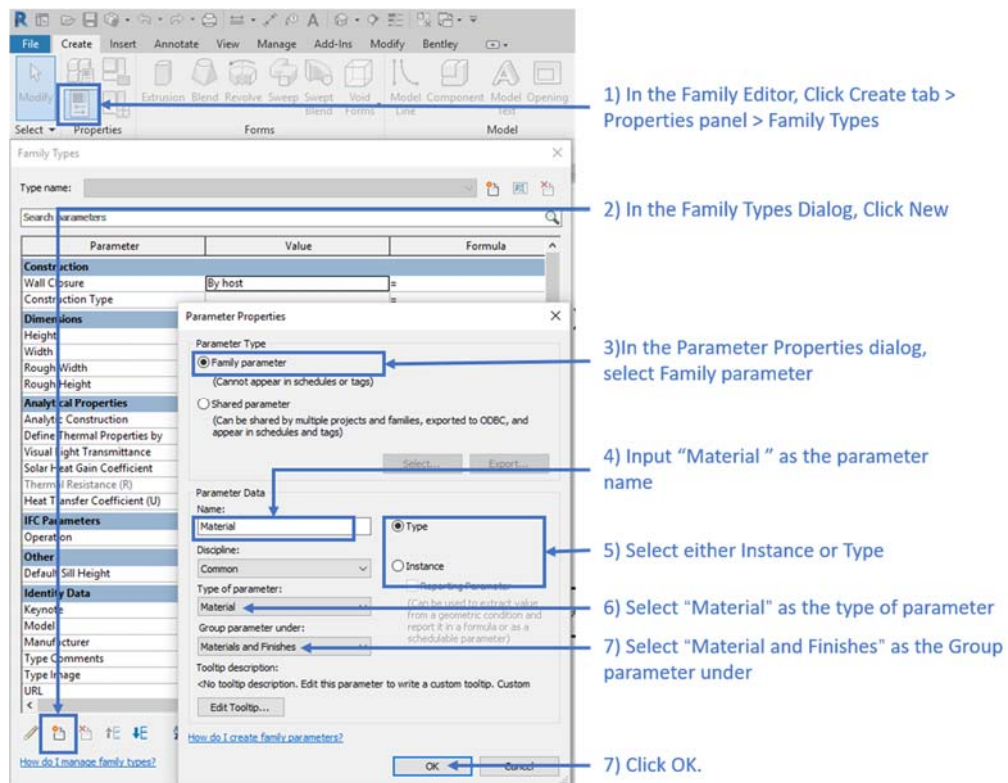 File Create Insert Annotate View Manage Add-Ins Modify Bentley
Modify Extrusion Blend Revolve Sweep Swept Blend Void Forms Model Line Component Model Text Opening
Select Properties Forms Model
1) In the Family Editor, Click Create tab >
Properties panel > Family Types
Family Types
Type name:
Search parameters
2) In the Family Types Dialog, Click New
Parameter Value Formula
Construction
Wall Closure By host =
Construction Type =
Dimensions
Height
Width
Rough Width
Rough Height
Analytical Properties
Analytic Construction
Define Thermal Properties by
Visual Light Transmittance
Solar Heat Gain Coefficient
Thermal Resistance (R)
Heat Transfer Coefficient (U)
IFC Parameters
Operation
Other
Default Sill Height
Identity Data
Keynote
Model
Manufacturer
Type Comments
Type Image
URL
How do I manage family types?
Parameter Properties
Parameter Type
Family parameter
(Cannot appear in schedules or tags)
Shared parameter
(Can be shared by multiple projects and families, exported to ODBC, and
appear in schedules and tags)
Select... Export...
Parameter Data
Name:
Material
Type
Discipline:
Common
Instance
Reporting Parameter
(Can be used to extract value
from a geometric condition and
report it in a formula or as a
schedulable parameter)
Type of parameter:
Material
Group parameter under:
Materials and Finishes
Tooltip description:
<No tooltip description. Edit this parameter to write a custom tooltip. Custom
Edit Tooltip...
How do I create family parameters?
OK Cancel
3)In the Parameter Properties dialog,
select Family parameter
4) Input “Material ” as the parameter
name
5) Select either Instance or Type
6) Select “Material” as the type of parameter
7) Select “Material and Finishes” as the Group
parameter under
7) Click OK.